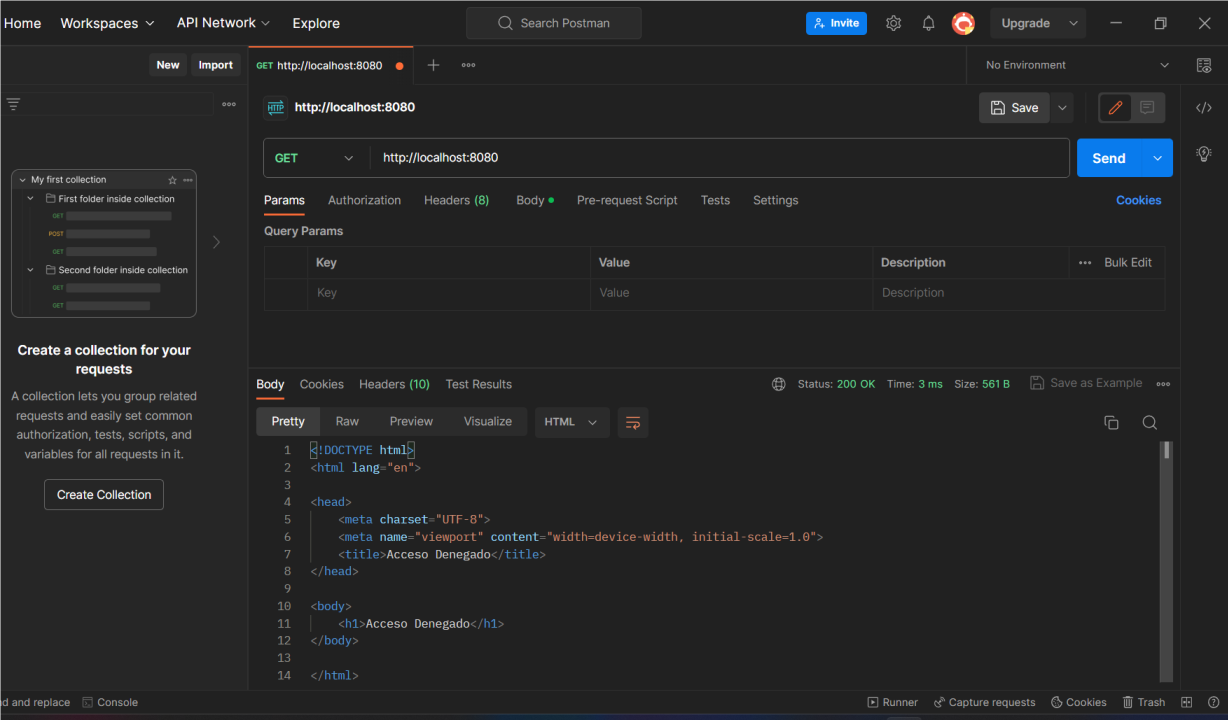 Home Workspaces API Network Explore Search Postman Invite Upgrade
New Import GET http://localhost:8080 No Environment
http://localhost:8080 Save
GET http://localhost:8080 Send
My first collection
First folder inside collection
GET
POST
GET
Second folder inside collection
GET
GET
Create a collection for your
requests
A collection lets you group related
requests and easily set common
authorization, tests, scripts, and
variables for all requests in it.
Create Collection
Params Authorization Headers (8) Body Pre-request Script Tests Settings Cookies
Query Params
Key Value Description Bulk Edit
Key Value Description
Body Cookies Headers (10) Test Results Status: 200 OK Time: 3 ms Size: 561 B Save as Example
Pretty Raw Preview Visualize HTML
1 <!DOCTYPE html>
2 <html lang="en">
3
4 <head>
5 <meta charset="UTF-8">
6 <meta name="viewport" content="width=device-width, initial-scale=1.0">
7 <title>Acceso Denegado</title>
8 </head>
9
10 <body>
11 <h1>Acceso Denegado</h1>
12 </body>
13
14 </html>
nd and replace Console Runner Capture requests Cookies Trash